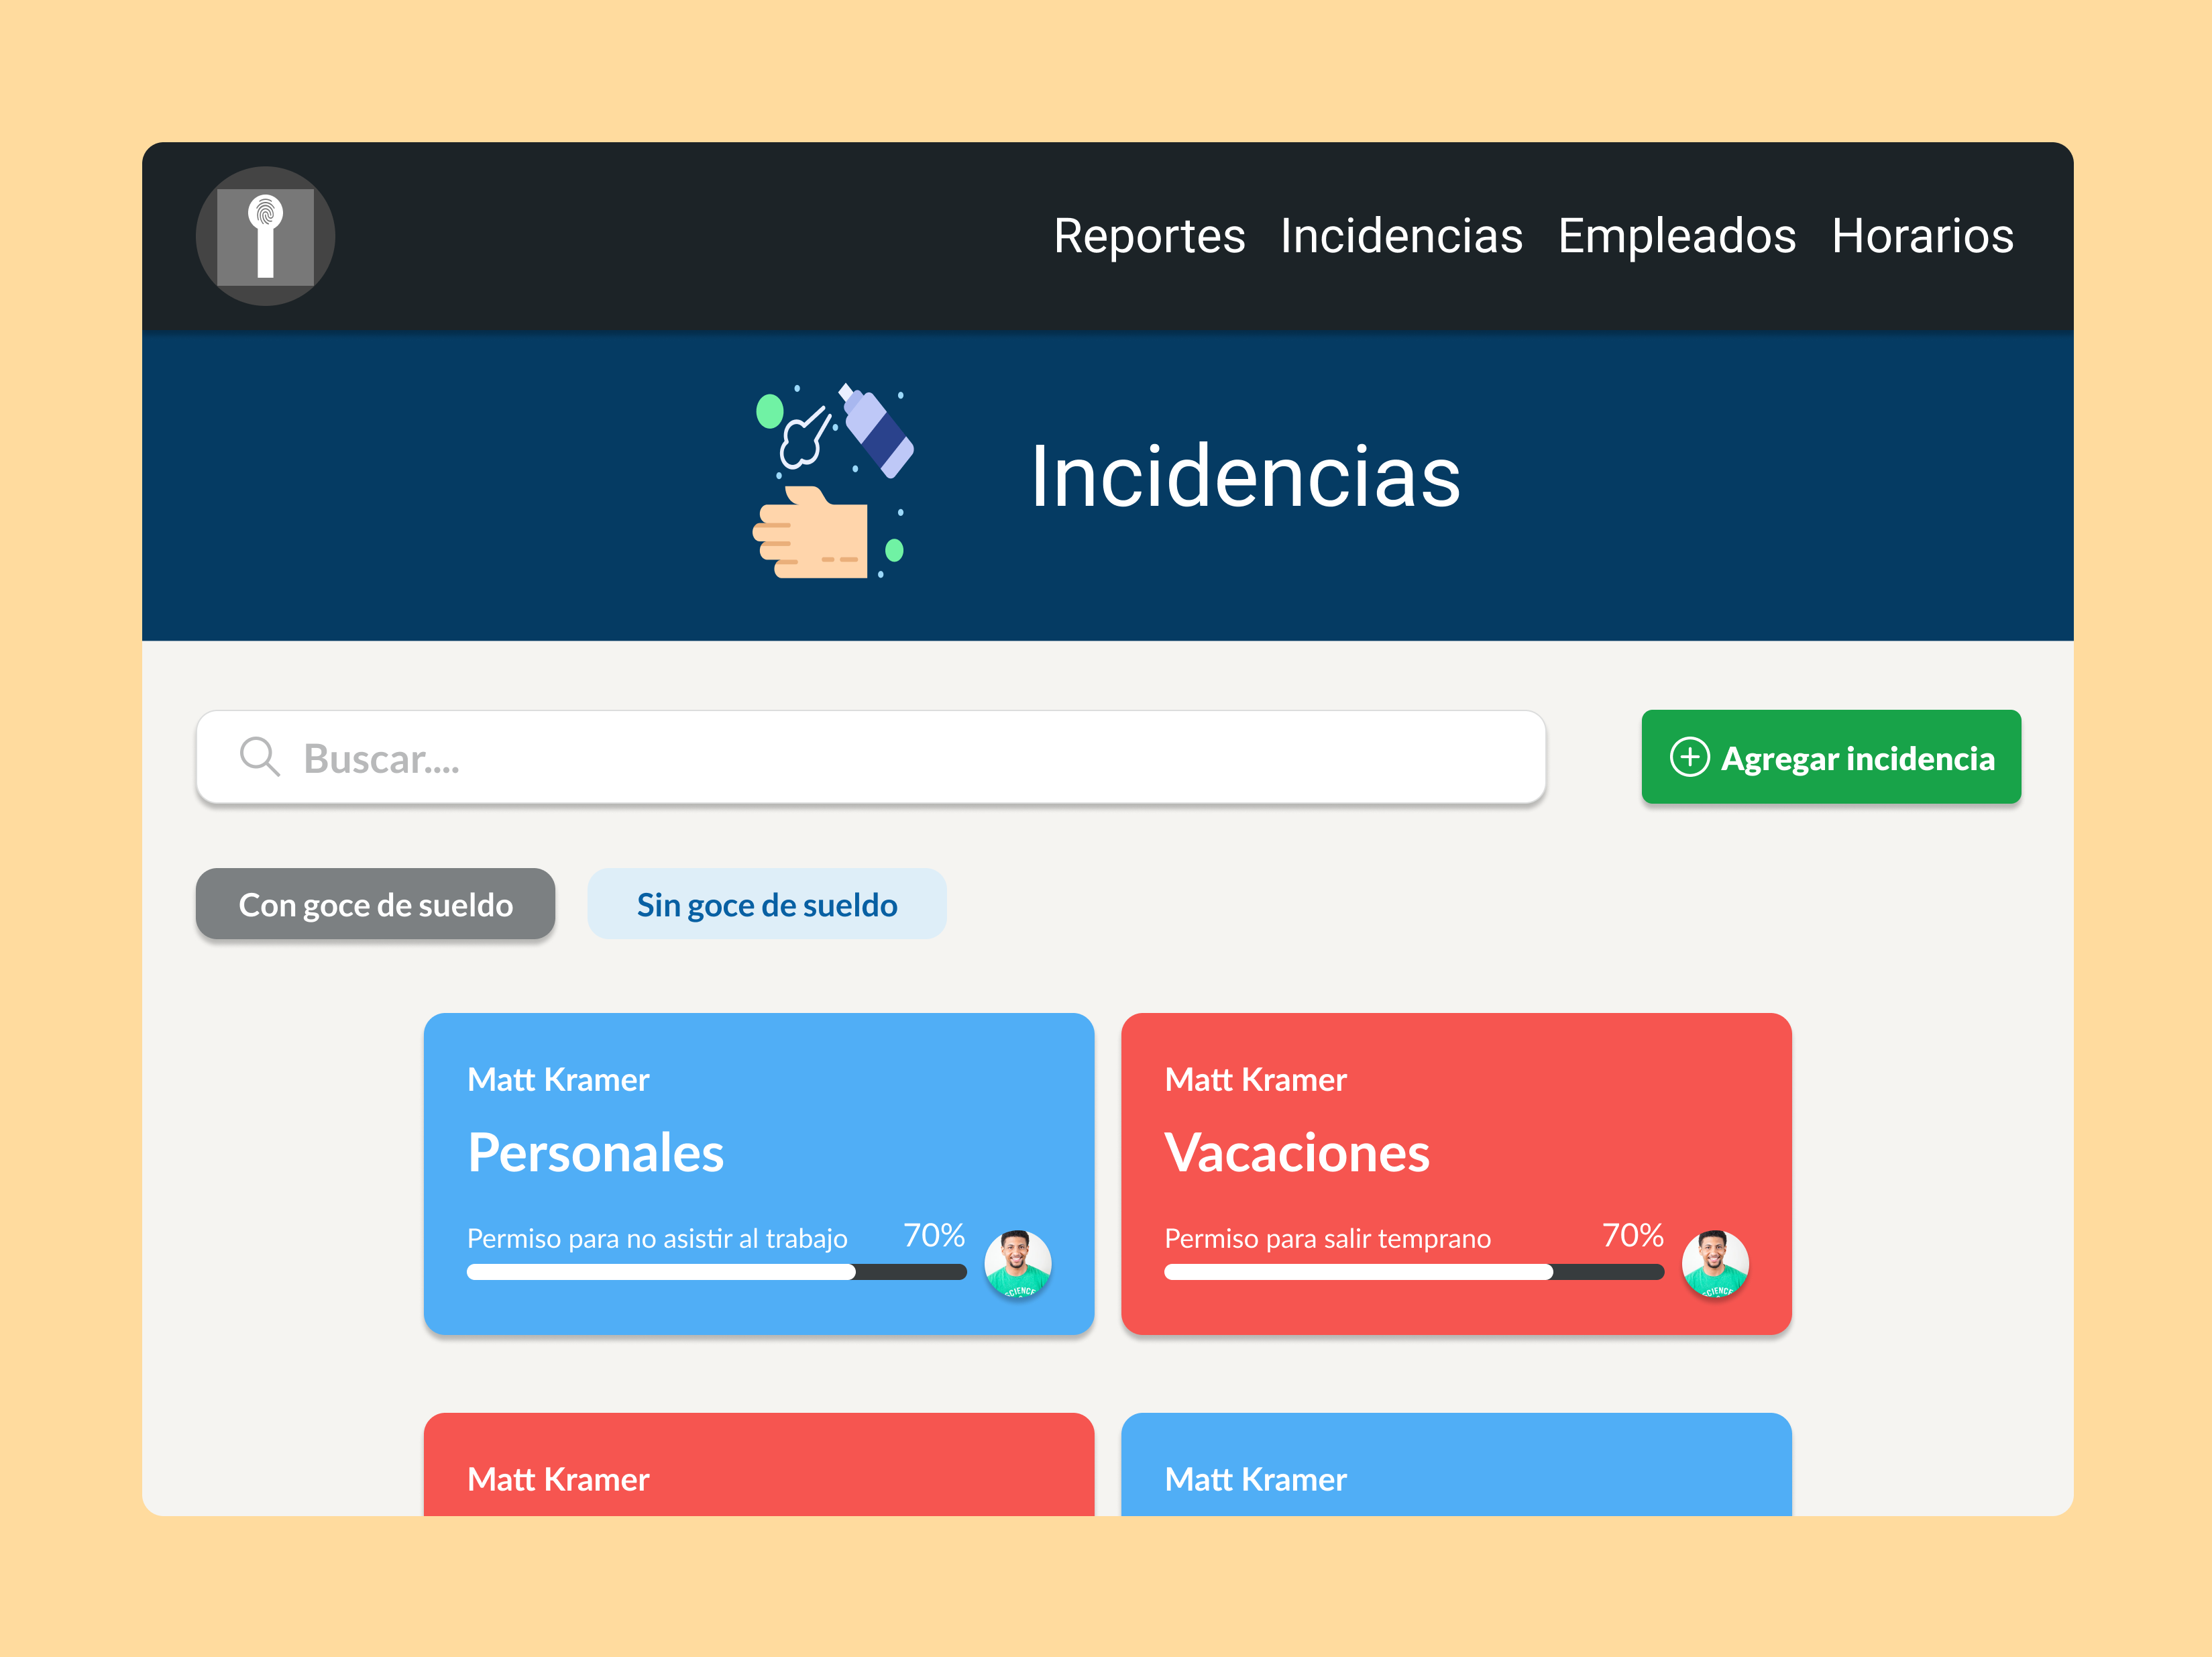 Reportes Incidencias Empleados Horarios
Incidencias
Buscar....
Agregar incidencia
Con goce de sueldo
Sin goce de sueldo
Matt Kramer
Personales
Permiso para no asistir al trabajo
70%
CIENCE
Matt Kramer
Vacaciones
Permiso para salir temprano
70%
CIENCE
Matt Kramer
Matt Kramer